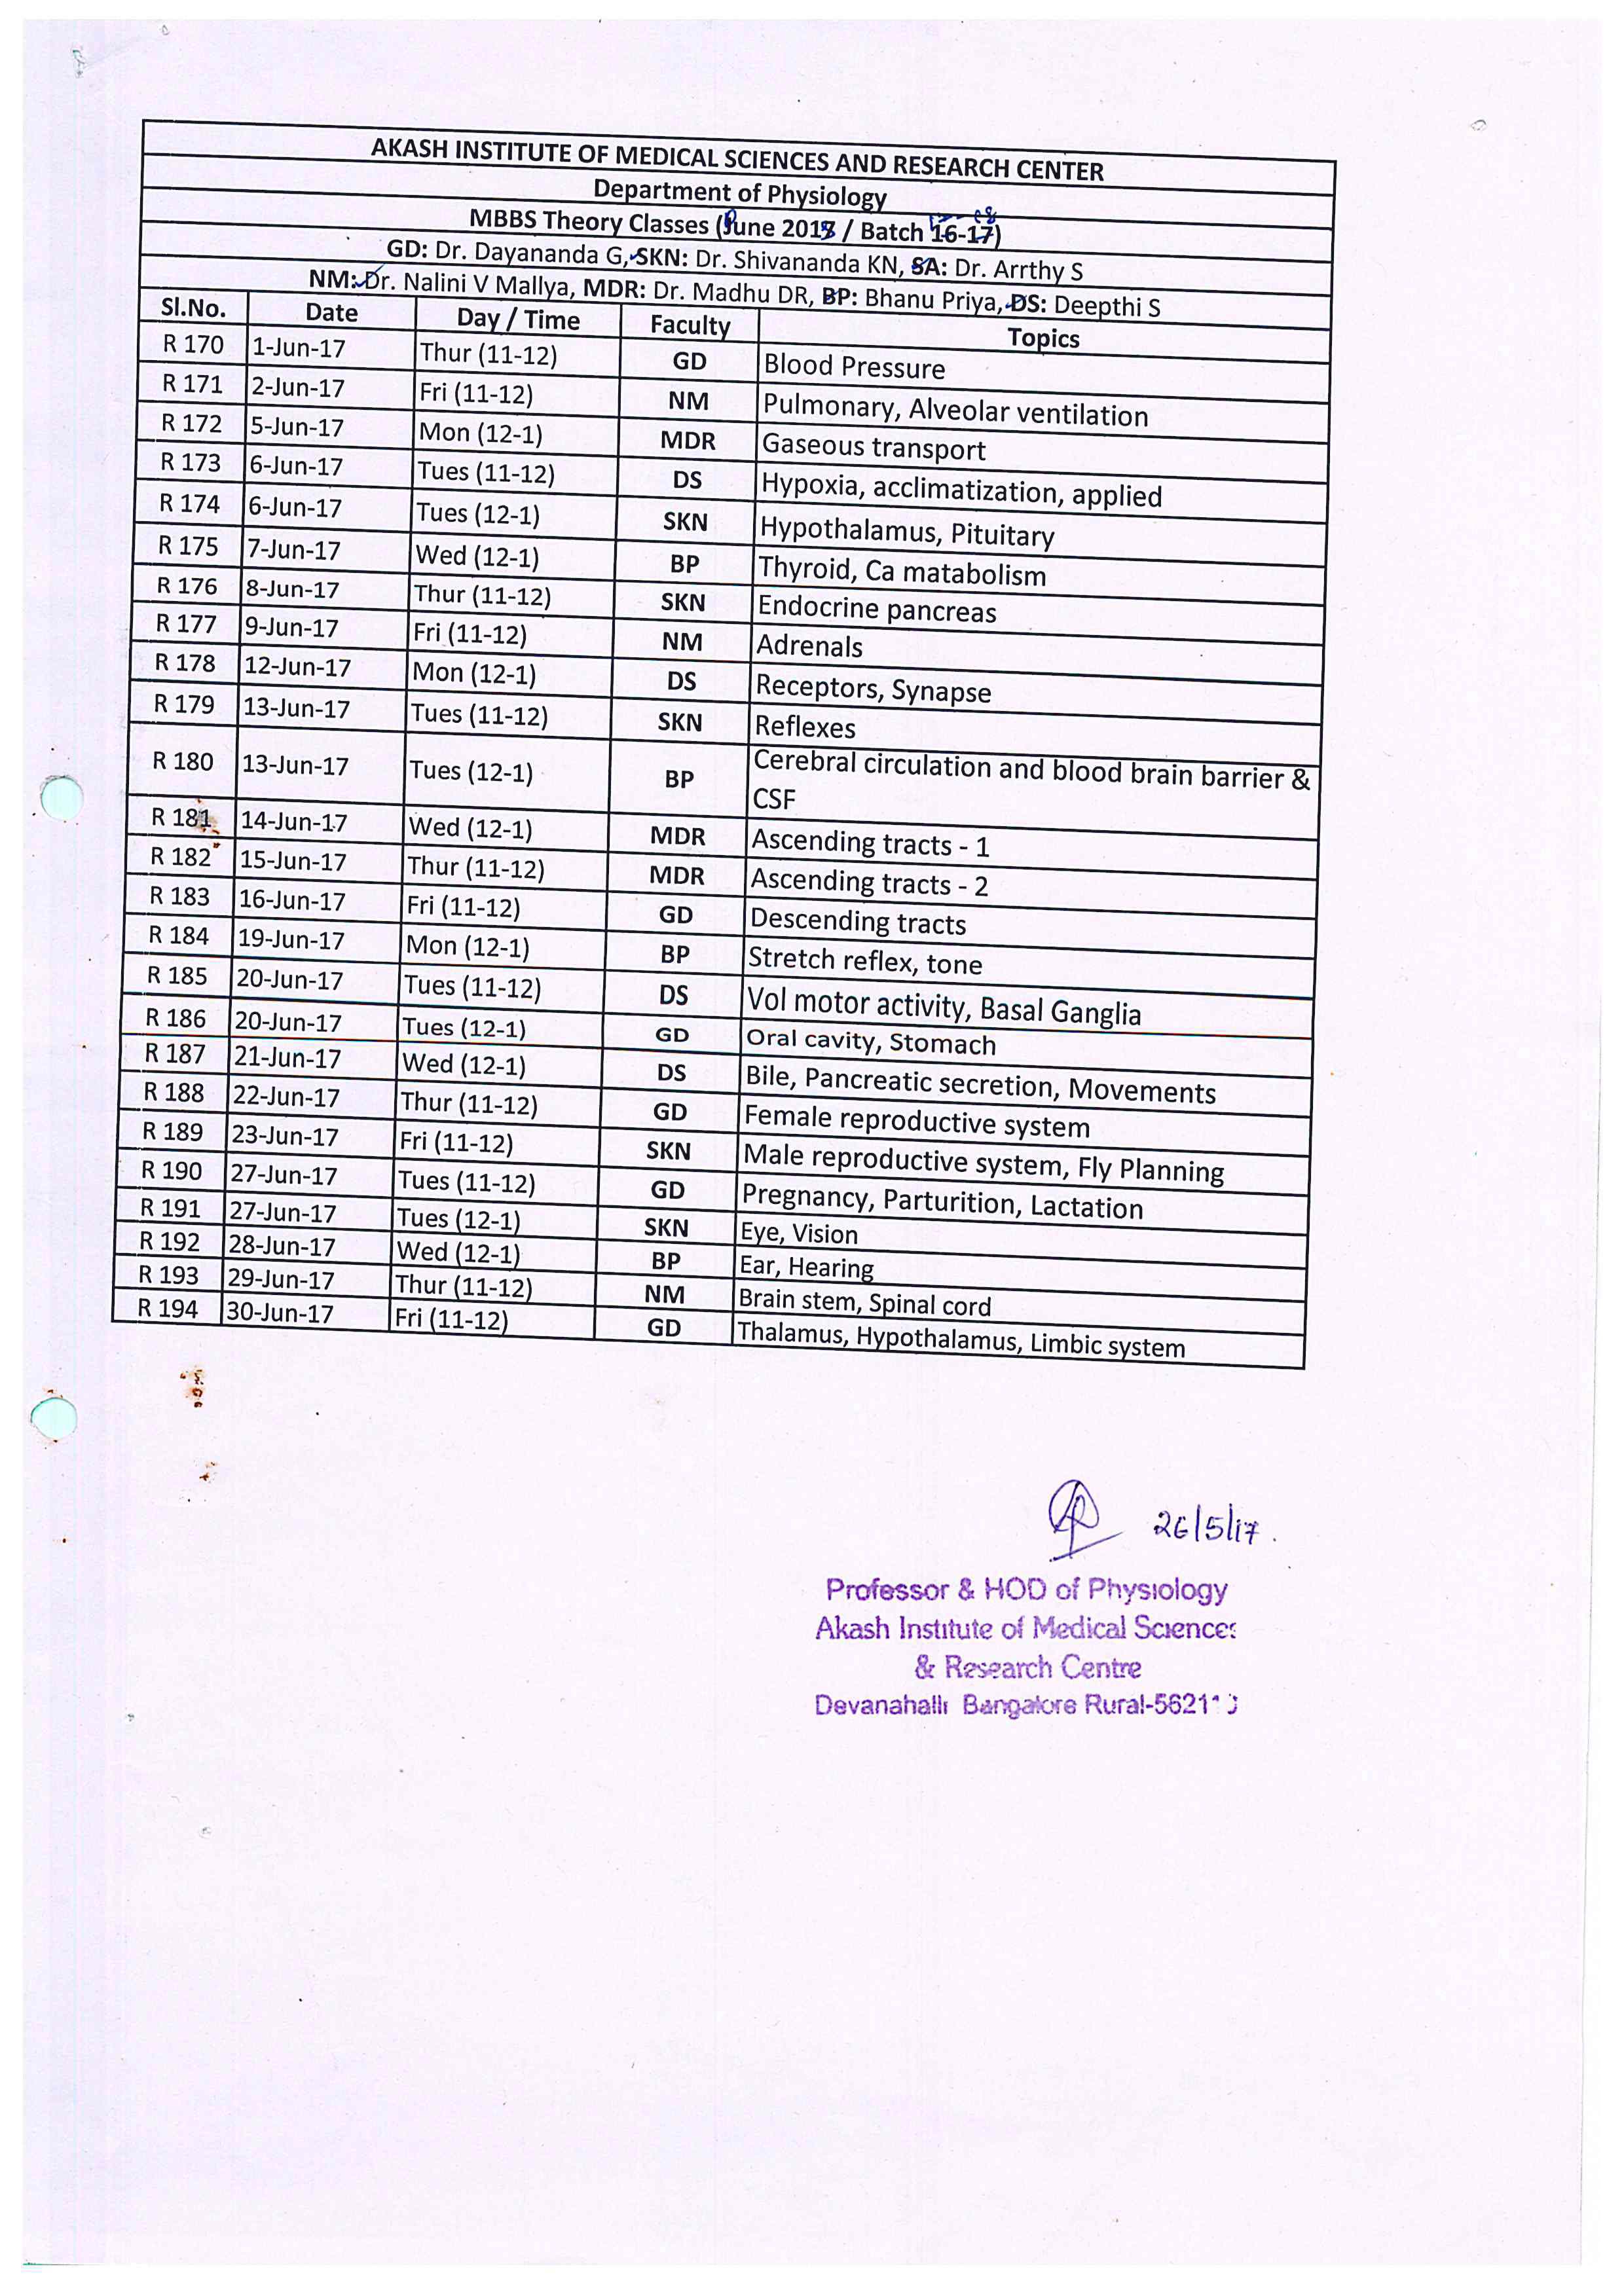 AKASH INSTITUTE OF MEDICAL SCIENCES AND RESEARCH CENTER
Department of Physiology
MBBS Theory Classes (June 2018 / Batch 16-17)
GD: Dr. Dayananda G, SKN: Dr. Shivananda KN, SA: Dr. Arrthy S
NM: Dr. Nalini V Mallya, MDR: Dr. Madhu DR, BP: Bhanu Priya, DS: Deepthi S
Sl.No. Date Day / Time Faculty Topics
R 170 1-Jun-17 Thur (11-12) GD Blood Pressure
R 171 2-Jun-17 Fri (11-12) NM Pulmonary, Alveolar ventilation
R 172 5-Jun-17 Mon (12-1) MDR Gaseous transport
R 173 6-Jun-17 Tues (11-12) DS Hypoxia, acclimatization, applied
R 174 6-Jun-17 Tues (12-1) SKN Hypothalamus, Pituitary
R 175 7-Jun-17 Wed (12-1) BP Thyroid, Ca matabolism
R 176 8-Jun-17 Thur (11-12) SKN Endocrine pancreas
R 177 9-Jun-17 Fri (11-12) NM Adrenals
R 178 12-Jun-17 Mon (12-1) DS Receptors, Synapse
R 179 13-Jun-17 Tues (11-12) SKN Reflexes
R 180 13-Jun-17 Tues (12-1) BP Cerebral circulation and blood brain barrier &
CSF
R 181 14-Jun-17 Wed (12-1) MDR Ascending tracts - 1
R 182 15-Jun-17 Thur (11-12) MDR Ascending tracts - 2
R 183 16-Jun-17 Fri (11-12) GD Descending tracts
R 184 19-Jun-17 Mon (12-1) BP Stretch reflex, tone
R 185 20-Jun-17 Tues (11-12) DS Vol motor activity, Basal Ganglia
R 186 20-Jun-17 Tues (12-1) GD Oral cavity, Stomach
R 187 21-Jun-17 Wed (12-1) DS Bile, Pancreatic secretion, Movements
R 188 22-Jun-17 Thur (11-12) GD Female reproductive system
R 189 23-Jun-17 Fri (11-12) SKN Male reproductive system, Fly Planning
R 190 27-Jun-17 Tues (11-12) GD Pregnancy, Parturition, Lactation
R 191 27-Jun-17 Tues (12-1) SKN Eye, Vision
R 192 28-Jun-17 Wed (12-1) BP Ear, Hearing
R 193 29-Jun-17 Thur (11-12) NM Brain stem, Spinal cord
R 194 30-Jun-17 Fri (11-12) GD Thalamus, Hypothalamus, Limbic system
26/5/17.
Professor & HOD of Physiology
Akash Institute of Medical Sciences
& Research Centre
Devanahalli Bangalore Rural-